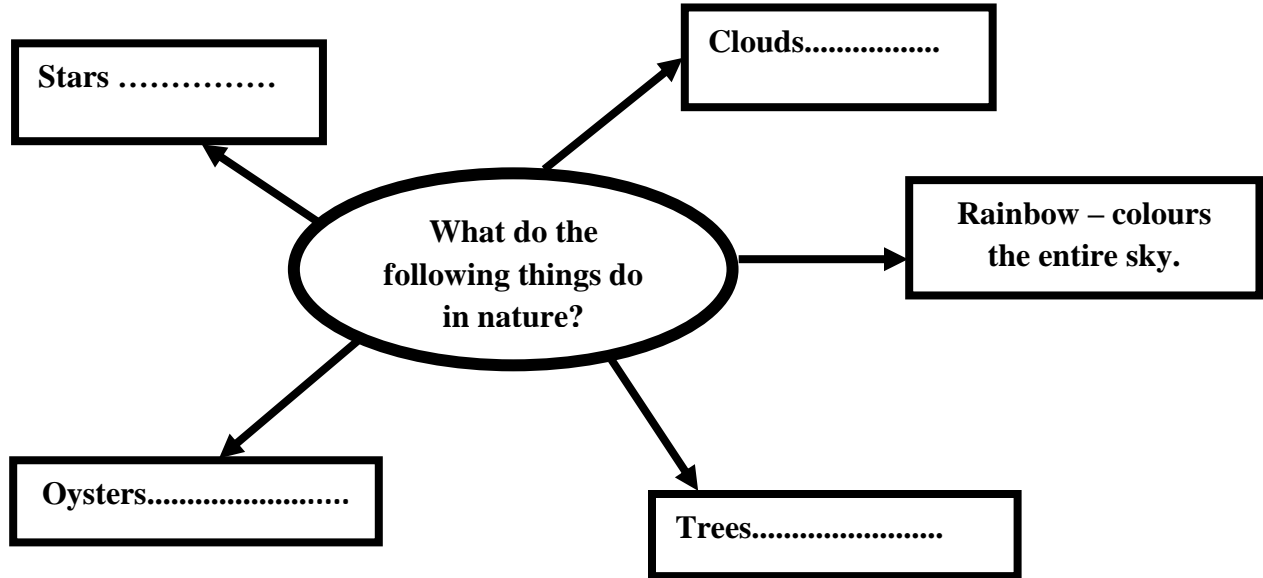 Clouds.................
Stars ……………
Rainbow – colours
the entire sky.
What do the
following things do
in nature?
Oysters.........................
Trees........................